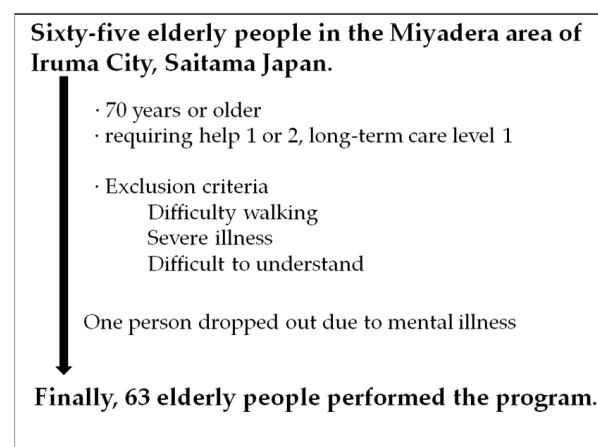 Sixty-five elderly people in the Miyadera area of
Iruma City, Saitama Japan.
· 70 years or older
· requiring help 1 or 2, long-term care level 1
· Exclusion criteria
Difficulty walking
Severe illness
Difficult to understand
One person dropped out due to mental illness
Finally, 63 elderly people performed the program.